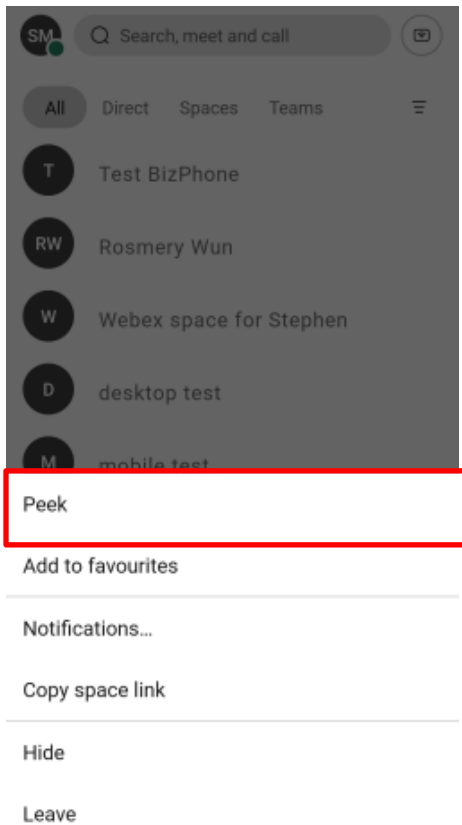 SM Search, meet and call
All Direct Spaces Teams
T Test BizPhone
RW Rosmery Wun
W Webex space for Stephen
D desktop test
M mobile test
Peek
Add to favourites
Notifications...
Copy space link
Hide
Leave